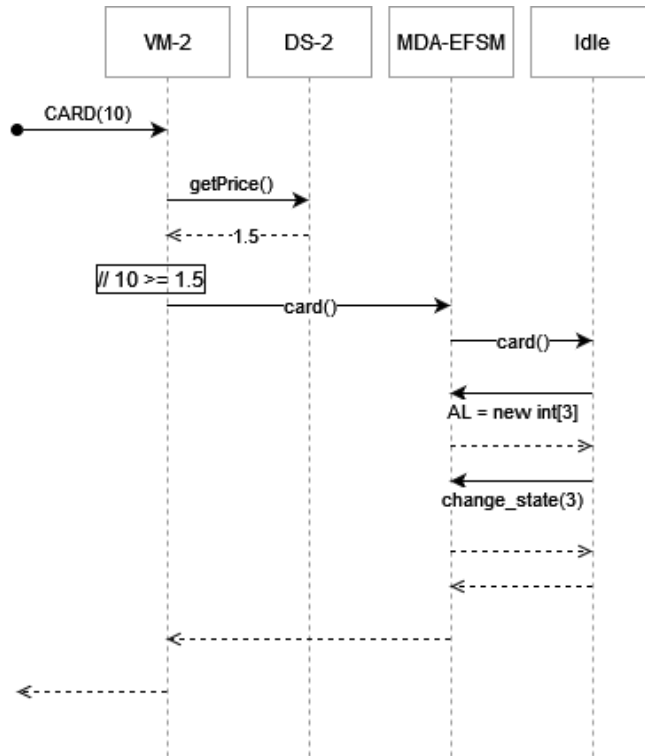 VM-2
DS-2
MDA-EFSM
Idle
CARD(10)
getPrice()
1.5
// 10 >= 1.5
card()
card()
AL = new int[3]
change_state(3)